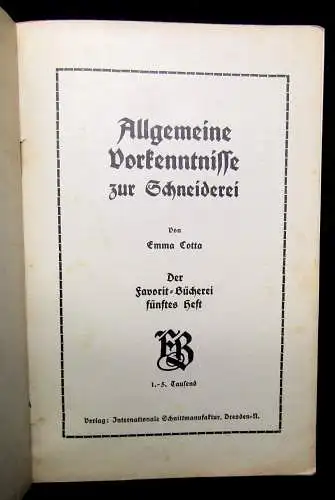 Allgemeine
Vorkenntnisse
zur Schneiderei
Von
Emma Cotta
Der
Favorit-Bücherei
fünftes Heft
FB
1.-5. Tausend
Verlag: Internationale Schnittmanufaktur, Dresden-N.